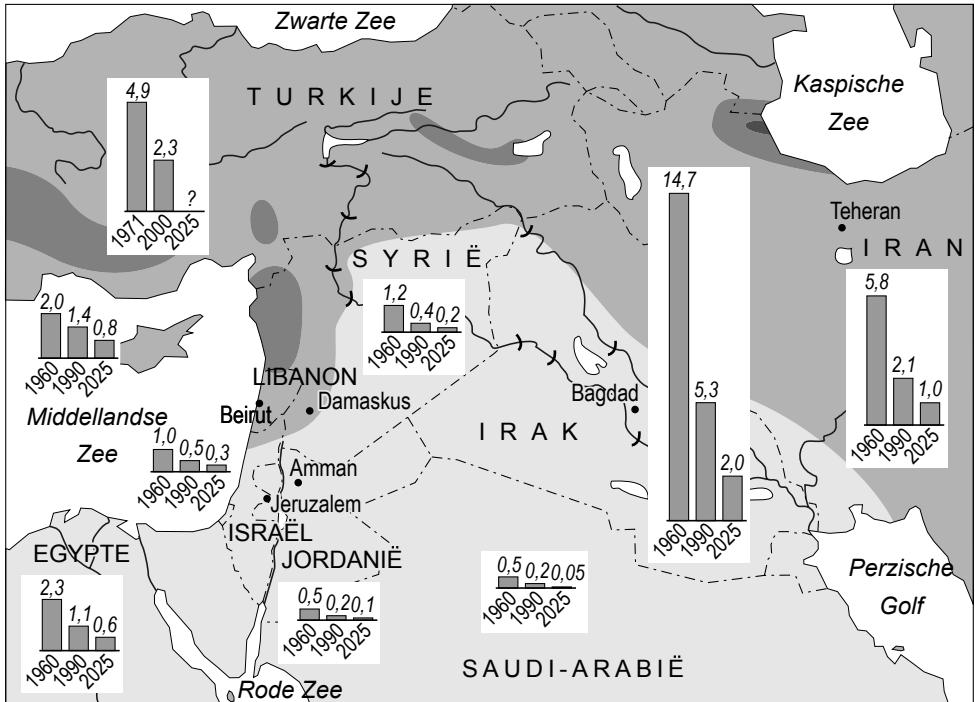 Zwarte Zee
Kaspische
Zee
TURKIJE
4,9
2,3
?
1971
2000
2025
14,7
5,3
2,0
1960
1990
2025
Teheran
IRAN
5,8
2,1
1,0
1960
1990
2025
SYRIË
1,2
0,4
0,2
1960
1990
2025
2,0
1,4
0,8
1960
1990
2025
LIBANON
Beirut
Damaskus
Bagdad
Middellandse
Zee
IRAK
1,0
0,5
0,3
1960
1990
2025
Amman
Jeruzalem
ISRAËL
EGYPTE
2,3
1,1
0,6
1960
1990
2025
JORDANIË
0,5
0,2
0,1
1960
1990
2025
0,5
0,2
0,05
1960
1990
2025
Perzische
Golf
SAUDI-ARABIË
Rode Zee